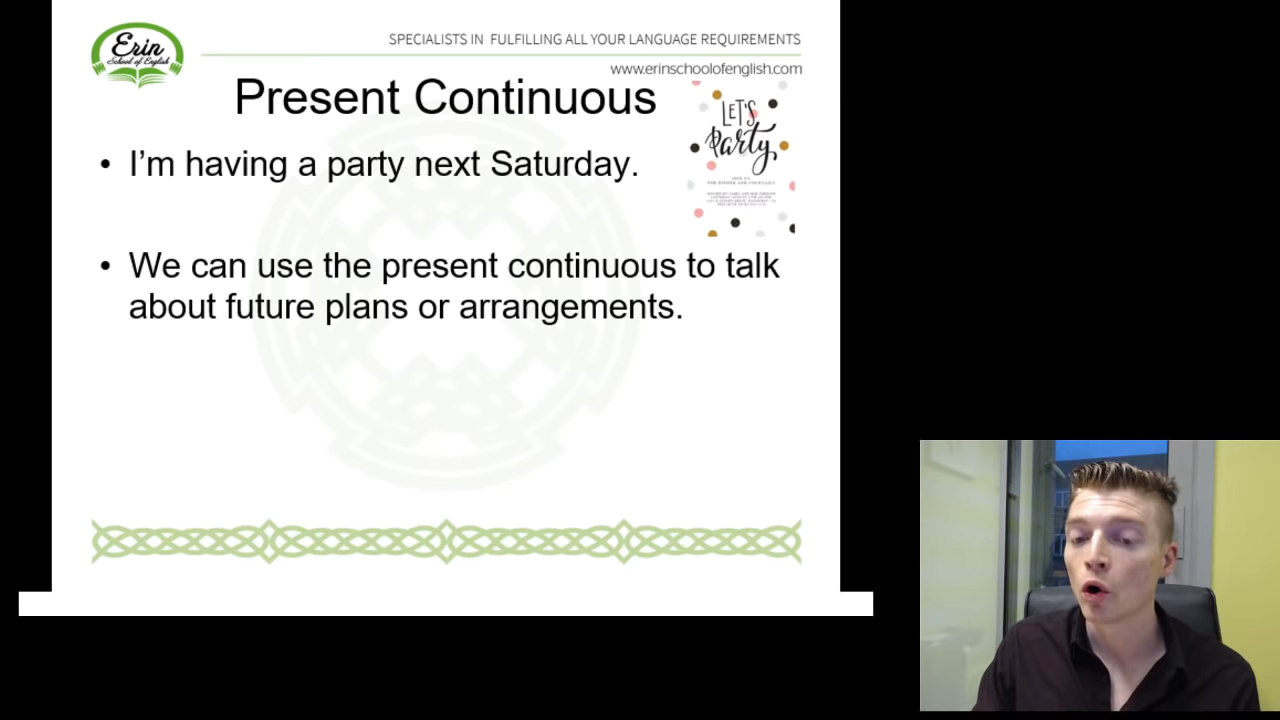 Erin
School of English
SPECIALISTS IN FULFILLING ALL YOUR LANGUAGE REQUIREMENTS
www.erinschoolofenglish.com
Present Continuous
LET'S
Party
• I'm having a party next Saturday.
• We can use the present continuous to talk
about future plans or arrangements.